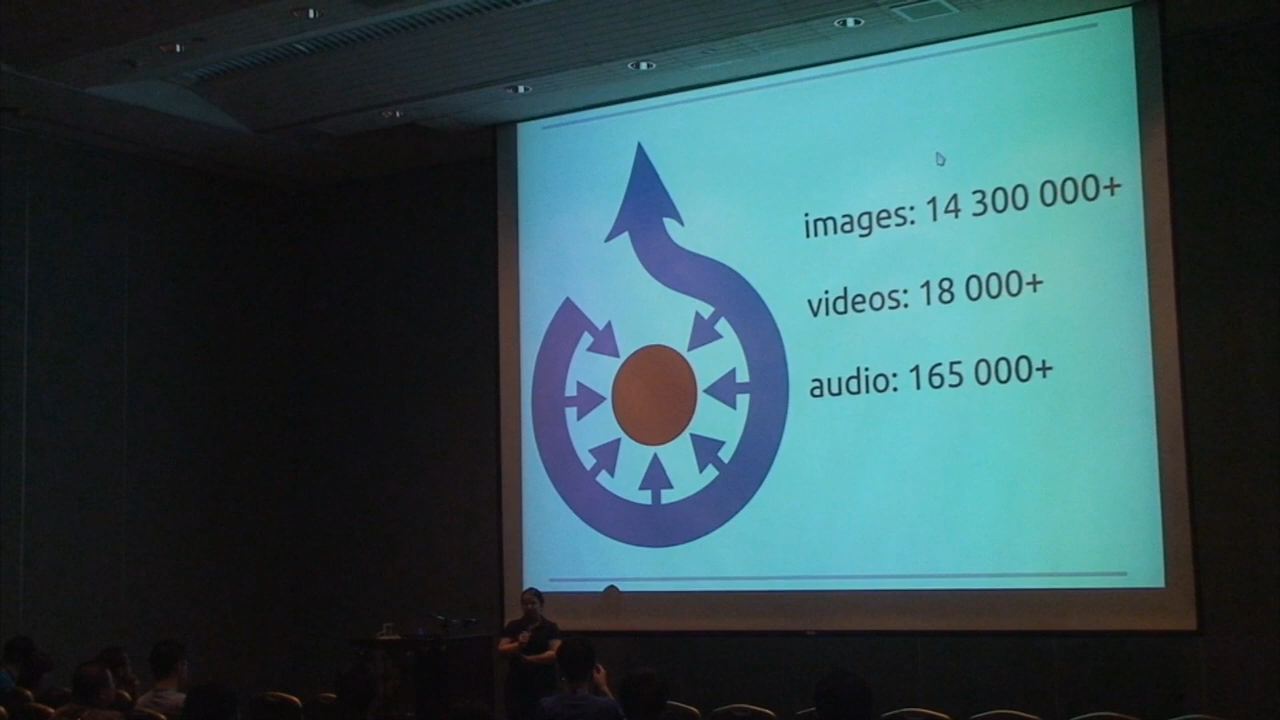 images: 14 300 000+
videos: 18 000+
audio: 165 000+